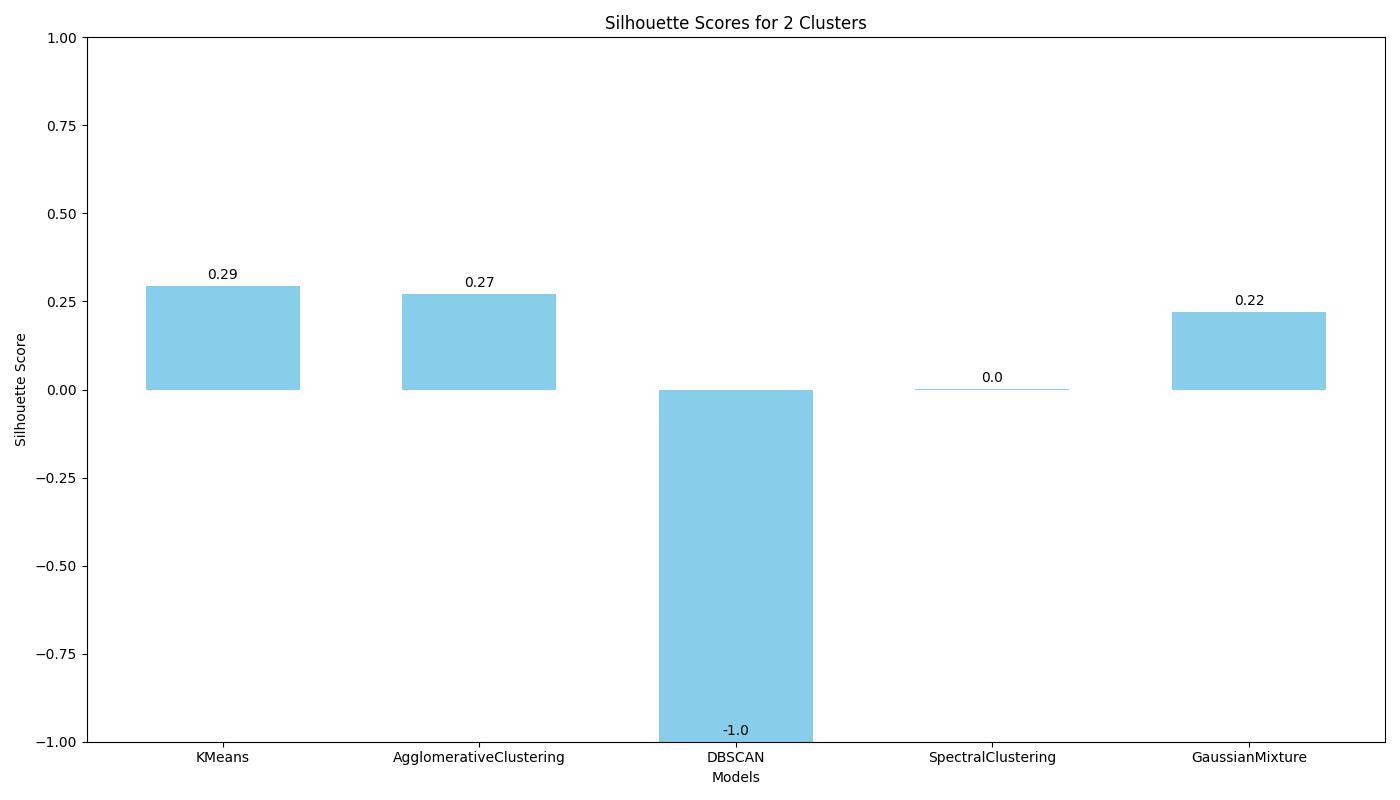 Silhouette Scores for 2 Clusters
1.00
0.75
0.50
0.25
0.00
−0.25
−0.50
−0.75
−1.00
Silhouette Score
0.29
0.27
-1.0
0.0
0.22
KMeans
AgglomerativeClustering
DBSCAN
SpectralClustering
GaussianMixture
Models